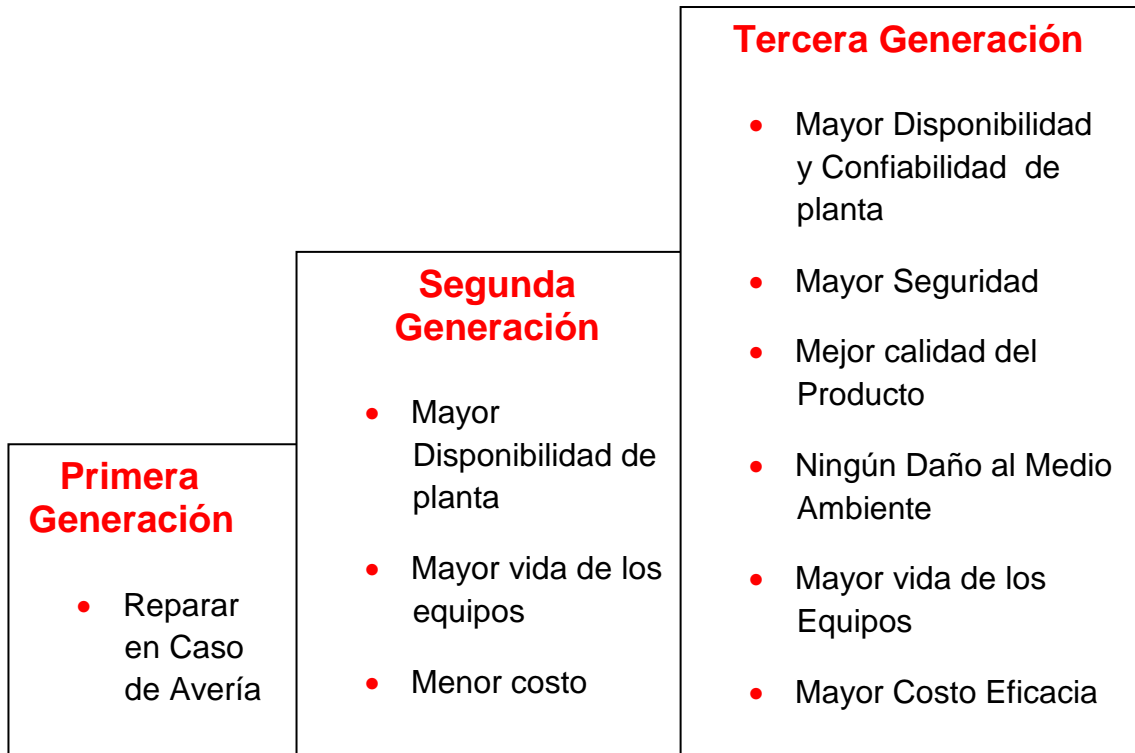 Primera
Generación
• Reparar
en Caso
de Avería
Segunda
Generación
• Mayor
Disponibilidad de
planta
• Mayor vida de los
equipos
• Menor costo
Tercera Generación
• Mayor Disponibilidad
y Confiabilidad de
planta
• Mayor Seguridad
• Mejor calidad del
Producto
• Ningún Daño al Medio
Ambiente
• Mayor vida de los
Equipos
• Mayor Costo Eficacia